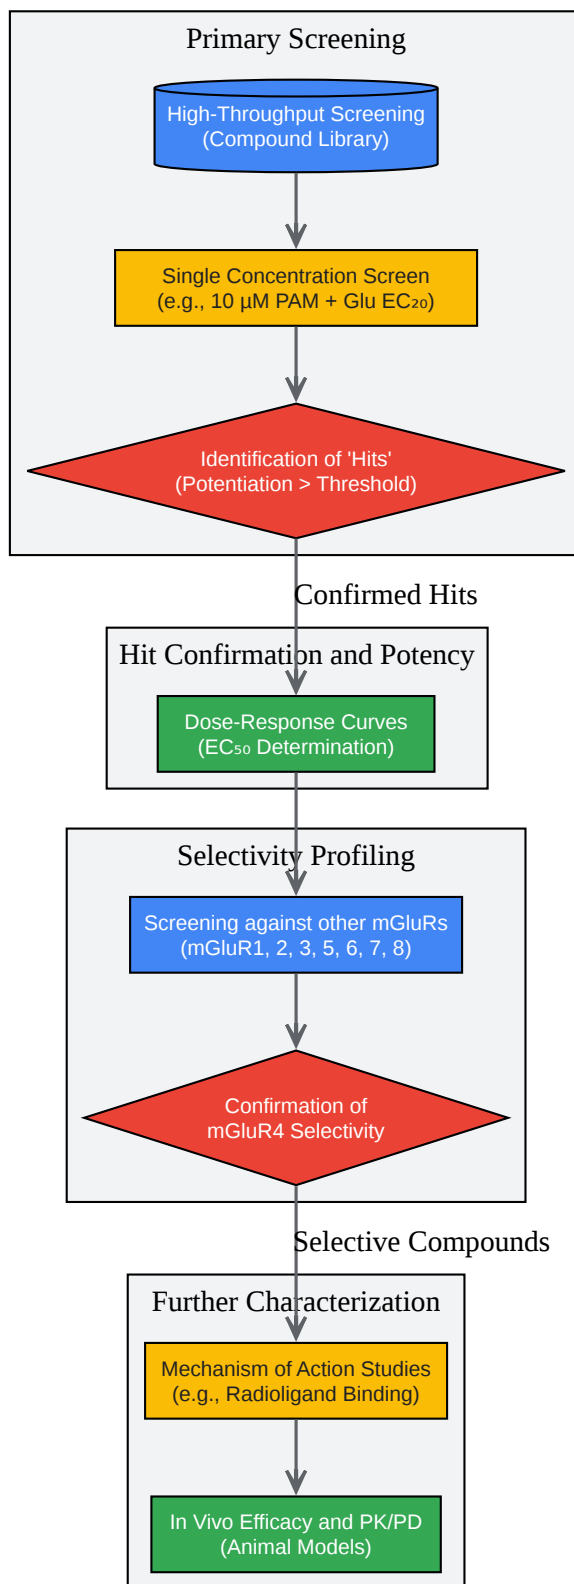 Primary Screening
High-Throughput Screening
(Compound Library)
Single Concentration Screen
(e.g., 10 µM PAM + Glu EC₂₀)
Identification of 'Hits'
(Potentiation > Threshold)
Confirmed Hits
Hit Confirmation and Potency
Dose-Response Curves
(EC₅₀ Determination)
Selectivity Profiling
Screening against other mGluRs
(mGluR1, 2, 3, 5, 6, 7, 8)
Confirmation of
mGluR4 Selectivity
Selective Compounds
Further Characterization
Mechanism of Action Studies
(e.g., Radioligand Binding)
In Vivo Efficacy and PK/PD
(Animal Models)